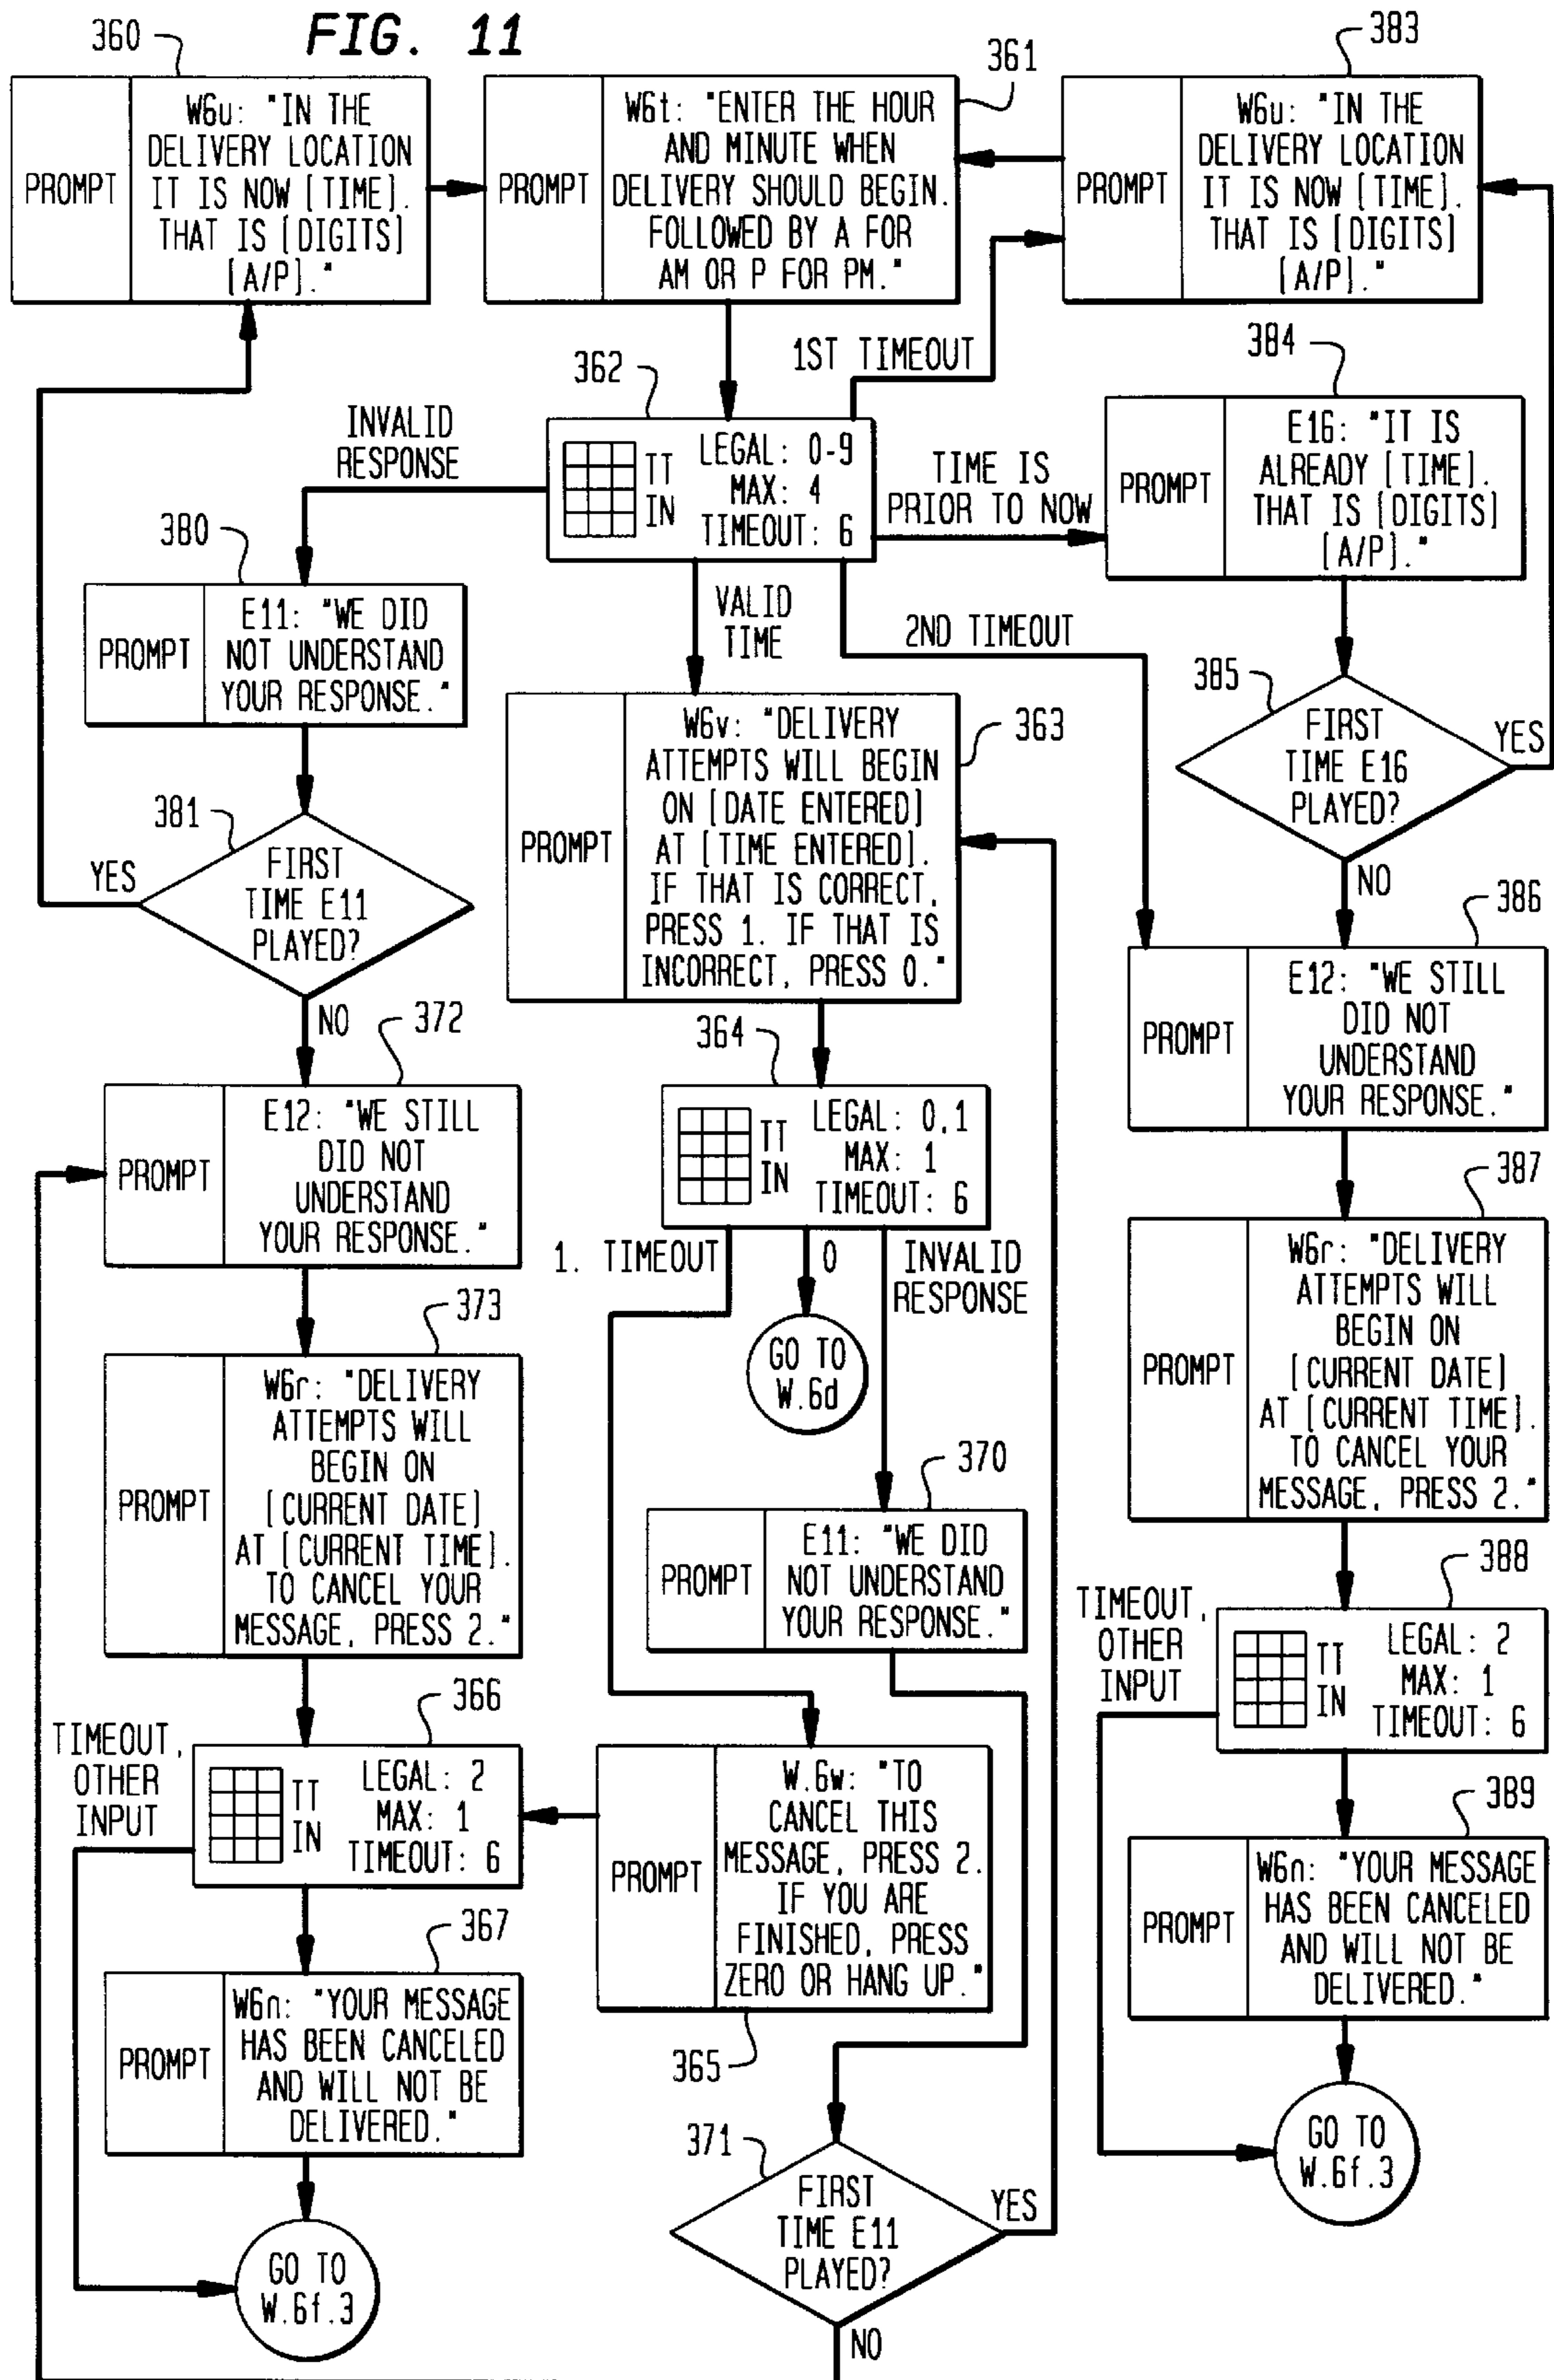 FIG. 11
360
PROMPT
W6u: "IN THE
DELIVERY LOCATION
IT IS NOW [TIME].
THAT IS [DIGITS]
[A/P]."
361
PROMPT
W6t: "ENTER THE HOUR
AND MINUTE WHEN
DELIVERY SHOULD BEGIN.
FOLLOWED BY A FOR
AM OR P FOR PM."
383
PROMPT
W6u: "IN THE
DELIVERY LOCATION
IT IS NOW [TIME].
THAT IS [DIGITS]
[A/P]."
362
TT
IN
LEGAL: 0-9
MAX: 4
TIMEOUT: 6
1ST TIMEOUT
INVALID
RESPONSE
TIME IS
PRIOR TO NOW
VALID
TIME
2ND TIMEOUT
384
PROMPT
E16: "IT IS
ALREADY [TIME].
THAT IS [DIGITS]
[A/P]."
380
PROMPT
E11: "WE DID
NOT UNDERSTAND
YOUR RESPONSE."
381
FIRST
TIME E11
PLAYED?
YES
NO
363
PROMPT
W6v: "DELIVERY
ATTEMPTS WILL BEGIN
ON [DATE ENTERED]
AT [TIME ENTERED].
IF THAT IS CORRECT,
PRESS 1. IF THAT IS
INCORRECT, PRESS 0."
385
FIRST
TIME E16
PLAYED?
YES
NO
372
PROMPT
E12: "WE STILL
DID NOT
UNDERSTAND
YOUR RESPONSE."
364
TT
IN
LEGAL: 0,1
MAX: 1
TIMEOUT: 6
1. TIMEOUT
0
INVALID
RESPONSE
GO TO
W.6d
386
PROMPT
E12: "WE STILL
DID NOT
UNDERSTAND
YOUR RESPONSE."
373
PROMPT
W6r: "DELIVERY
ATTEMPTS WILL
BEGIN ON
[CURRENT DATE]
AT [CURRENT TIME].
TO CANCEL YOUR
MESSAGE, PRESS 2."
370
PROMPT
E11: "WE DID
NOT UNDERSTAND
YOUR RESPONSE."
387
PROMPT
W6r: "DELIVERY
ATTEMPTS WILL
BEGIN ON
[CURRENT DATE]
AT [CURRENT TIME].
TO CANCEL YOUR
MESSAGE, PRESS 2."
366
TIMEOUT,
OTHER
INPUT
TT
IN
LEGAL: 2
MAX: 1
TIMEOUT: 6
PROMPT
W.6w: "TO
CANCEL THIS
MESSAGE, PRESS 2.
IF YOU ARE
FINISHED, PRESS
ZERO OR HANG UP."
365
388
TIMEOUT,
OTHER
INPUT
TT
IN
LEGAL: 2
MAX: 1
TIMEOUT: 6
367
PROMPT
W6n: "YOUR MESSAGE
HAS BEEN CANCELED
AND WILL NOT BE
DELIVERED."
GO TO
W.6f.3
371
FIRST
TIME E11
PLAYED?
YES
NO
389
PROMPT
W6n: "YOUR MESSAGE
HAS BEEN CANCELED
AND WILL NOT BE
DELIVERED."
GO TO
W.6f.3